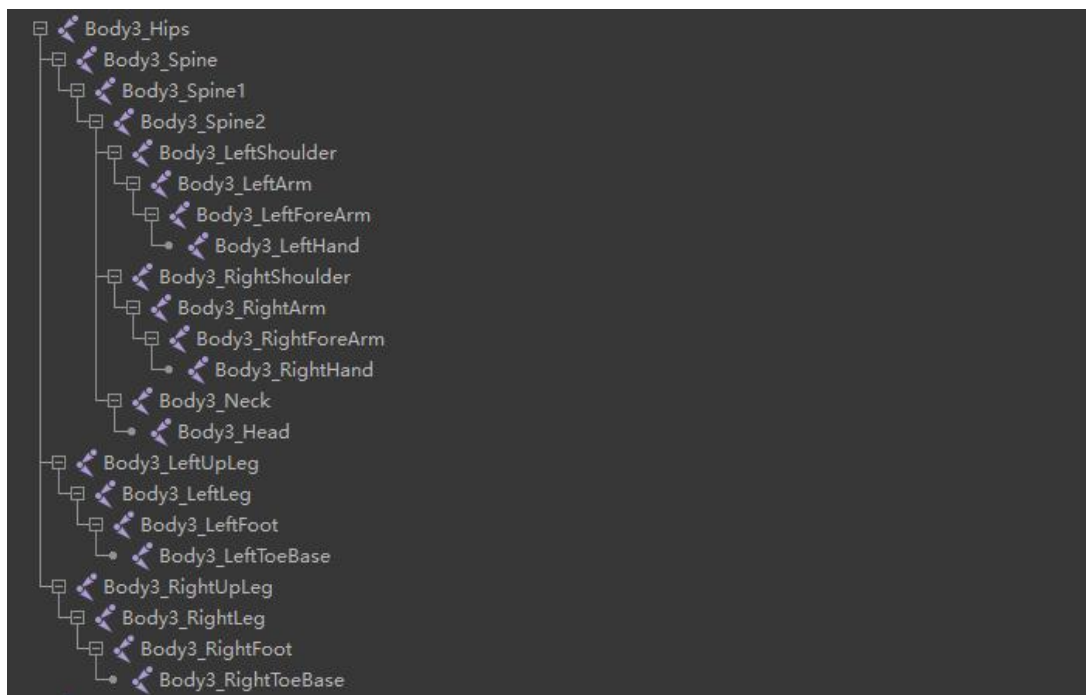 Body3_Hips
Body3_Spine
Body3_Spine1
Body3_Spine2
Body3_LeftShoulder
Body3_LeftArm
Body3_LeftForeArm
Body3_LeftHand
Body3_RightShoulder
Body3_RightArm
Body3_RightForeArm
Body3_RightHand
Body3_Neck
Body3_Head
Body3_LeftUpLeg
Body3_LeftLeg
Body3_LeftFoot
Body3_LeftToeBase
Body3_RightUpLeg
Body3_RightLeg
Body3_RightFoot
Body3_RightToeBase